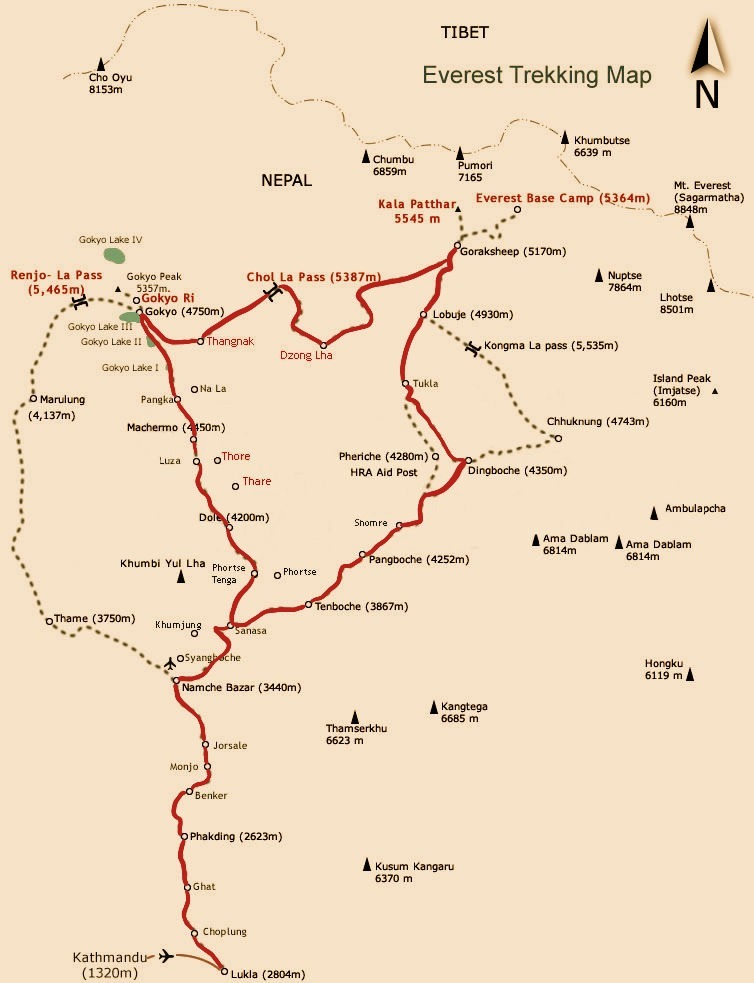 TIBET
Everest Trekking Map
N
Cho Oyu
8153m
Khumbutse
6639 m
Chumbu
6859m
Pumori
7165
NEPAL
Mt. Everest
(Sagarmatha)
8848m
Kala Patthar
5545 m
Everest Base Camp (5364m)
Gokyo Lake IV
Goraksheep (5170m)
Renjo- La Pass
(5,465m)
Gokyo Peak
5357m.
Chol La Pass (5387m)
Nuptse
7864m
Lhotse
8501m
Gokyo Ri
Gokyo (4750m)
Lobuje (4930m)
Gokyo Lake III
Gokyo Lake II
Thangnak
Dzong Lha
Kongma La pass (5,535m)
Gokyo Lake I
Na La
Tukla
Island Peak
(Imjatse)
6160m
Marulung
(4,137m)
Pangka
Machermo (4450m)
Chhuknung (4743m)
Luza
Thore
Pheriche (4280m)
HRA Aid Post
Dingboche (4350m)
Thare
Dole (4200m)
Shomre
Ambulapcha
Ama Dablam
6814m
Ama Dablam
6814m
Khumbi Yul Lha
Phortse
Tenga
Phortse
Pangboche (4252m)
Tenboche (3867m)
Thame (3750m)
Khumjung
Sanasa
Syangboche
Hongku
6119 m
Namche Bazar (3440m)
Kangtega
6685 m
Thamserkhu
6623 m
Jorsale
Monjo
Benker
Phakding (2623m)
Kusum Kangaru
6370 m
Ghat
Choplung
Kathmandu
(1320m)
Lukla (2804m)